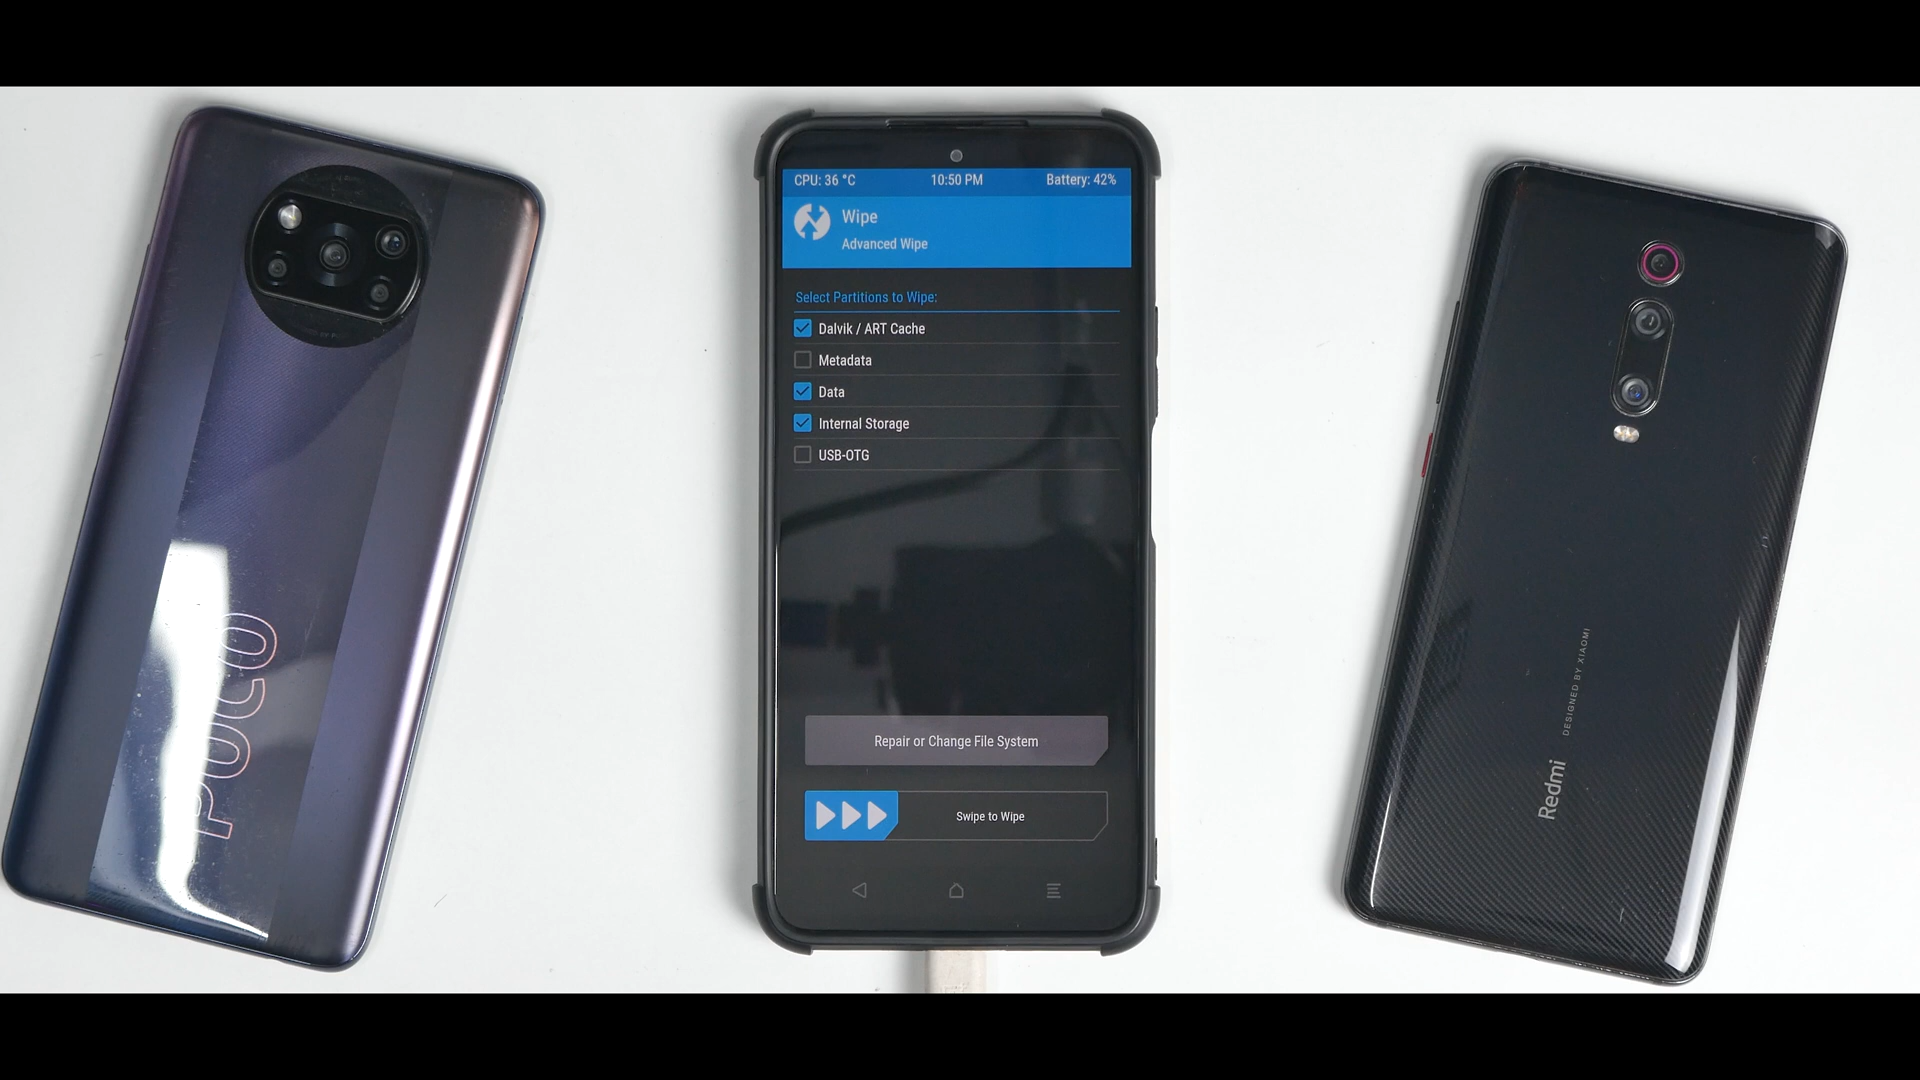 CPU: 36 °C 10:50 PM Battery: 42%
Wipe
Advanced Wipe
Select Partitions to Wipe:
Dalvik / ART Cache
Metadata
Data
Internal Storage
USB-OTG
Repair or Change File System
Swipe to Wipe
POCO
Redmi
DESIGNED BY XIAOMI